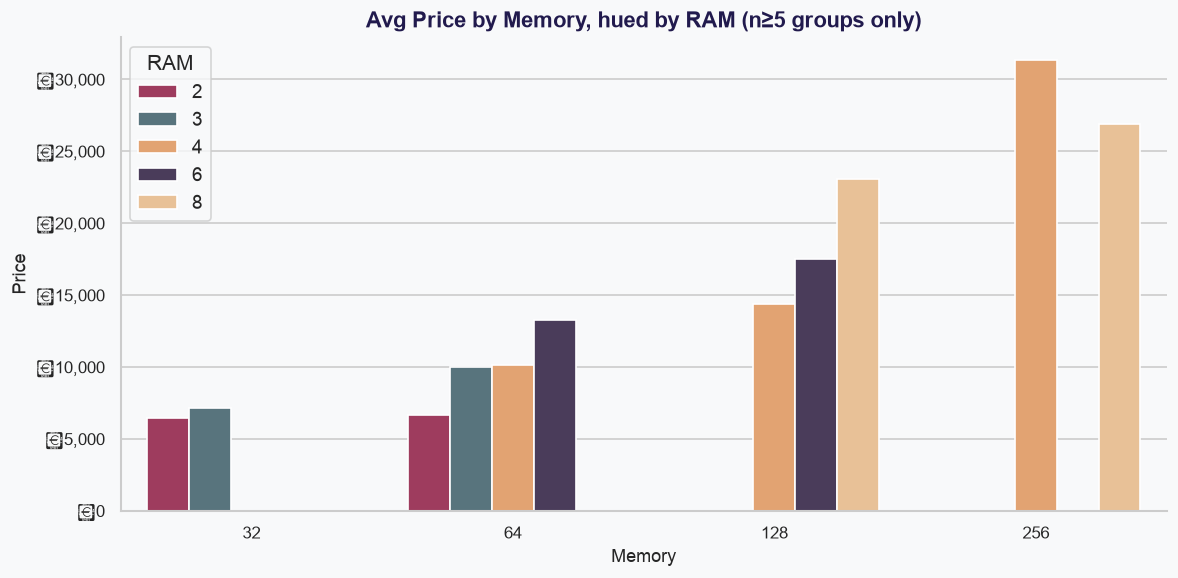 Avg Price by Memory, hued by RAM (n≥5 groups only)
RAM
2
3
4
6
8
30,000
25,000
20,000
15,000
10,000
5,000
0
Price
32 64 128 256
Memory